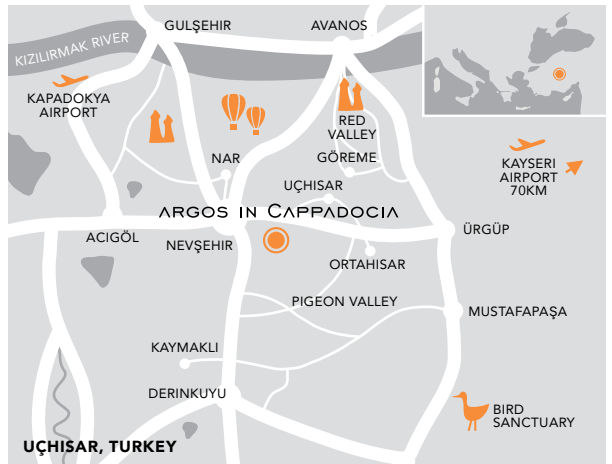 GULŞEHIR
AVANOS
KIZILIRMAK RIVER
KAPADOKYA
AIRPORT
RED
VALLEY
KAYSERI
AIRPORT
70KM
NAR
GÖREME
UÇHISAR
ARGOS IN CAPPADOCIA
ACIGÖL
NEVŞEHIR
ÜRGÜP
ORTAHISAR
PIGEON VALLEY
MUSTAFAPAŞA
KAYMAKLI
DERINKUYU
BIRD
SANCTUARY
UÇHISAR, TURKEY